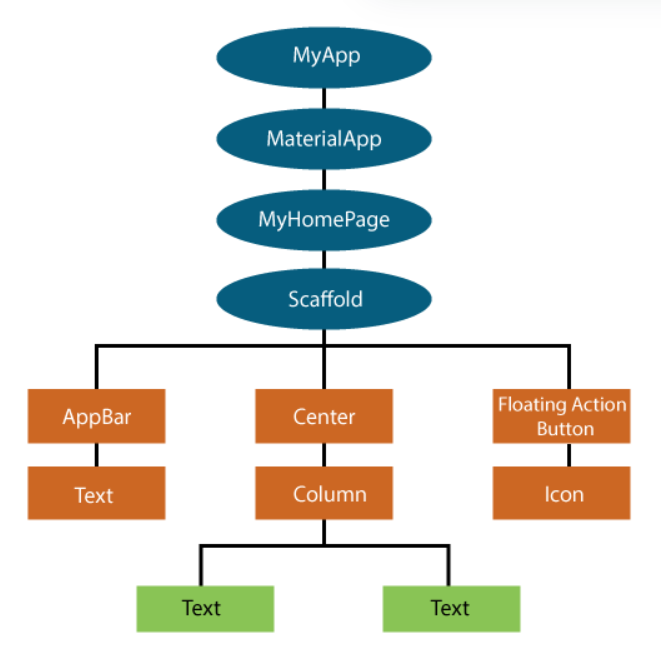 MyApp
MaterialApp
MyHomePage
Scaffold
AppBar
Center
Floating Action
Button
Text
Column
Icon
Text
Text